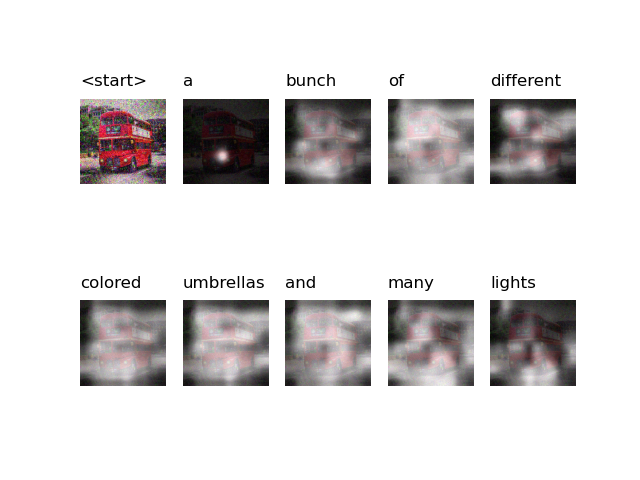 <start> a bunch of different
colored umbrellas and many lights